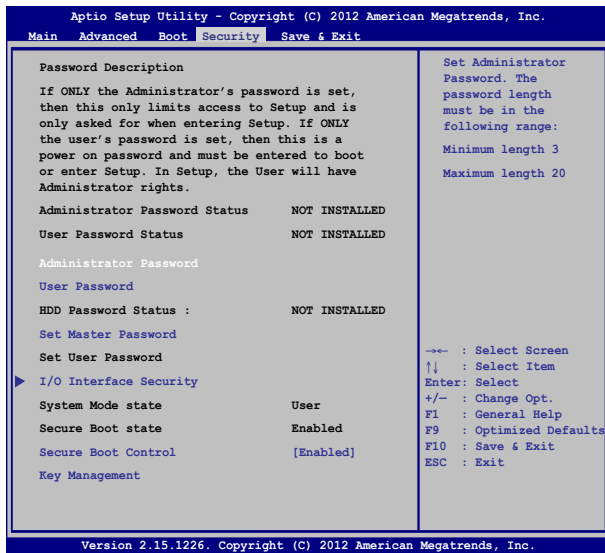 Aptio Setup Utility - Copyright (C) 2012 American Megatrends, Inc.
Main Advanced Boot Security Save & Exit
Password Description
If ONLY the Administrator's password is set,
then this only limits access to Setup and is
only asked for when entering Setup. If ONLY
the user's password is set, then this is a
power on password and must be entered to boot
or enter Setup. In Setup, the User will have
Administrator rights.
Administrator Password Status NOT INSTALLED
User Password Status NOT INSTALLED
Administrator Password
User Password
HDD Password Status : NOT INSTALLED
Set Master Password
Set User Password
I/O Interface Security
System Mode state User
Secure Boot state Enabled
Secure Boot Control [Enabled]
Key Management
Set Administrator
Password. The
password length
must be in the
following range:
Minimum length 3
Maximum length 20
→← : Select Screen
↑↓ : Select Item
Enter: Select
+/— : Change Opt.
F1 : General Help
F9 : Optimized Defaults
F10 : Save & Exit
ESC : Exit
Version 2.15.1226. Copyright (C) 2012 American Megatrends, Inc.